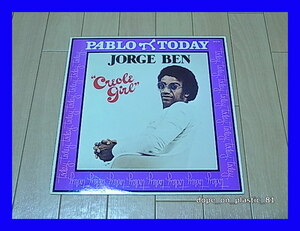 PABLO TODAY
JORGE BEN
"Creole
Girl"
dope_on_plastic_81